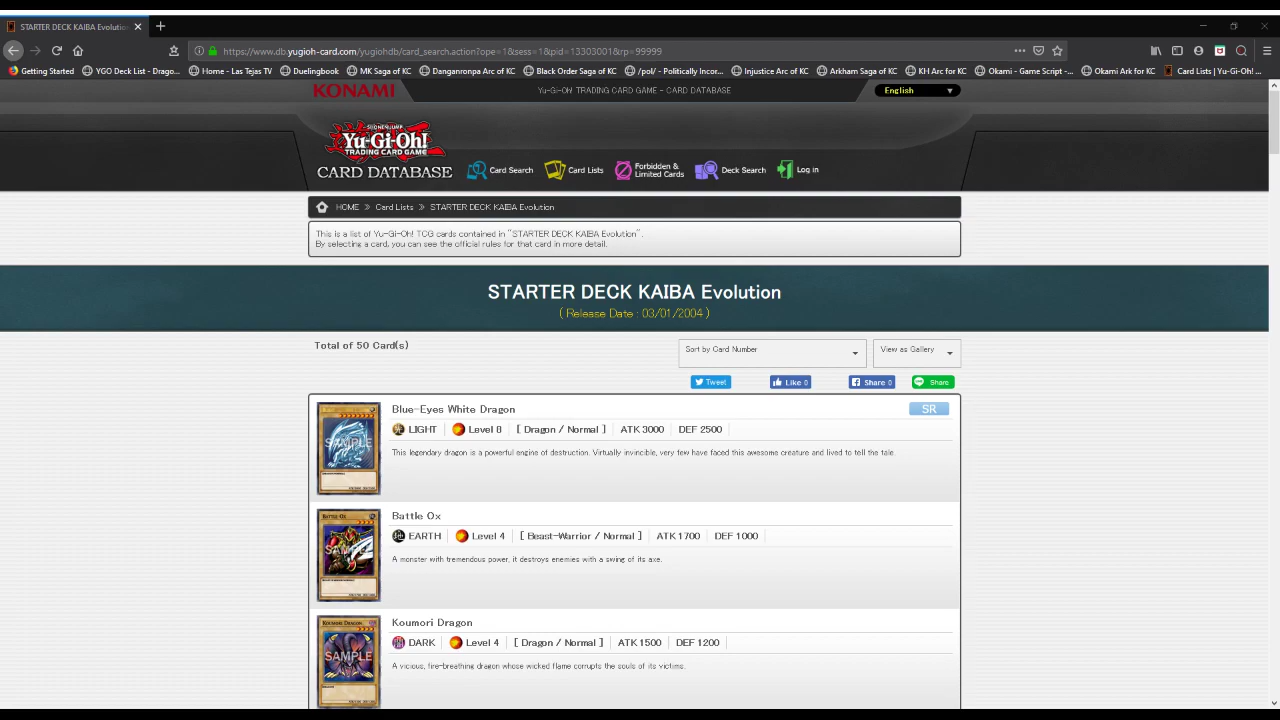 STARTER DECK KAIBA Evolutio
https://www.db.yugioh-card.com/yugiohdb/card_search.action?ope=1&sess=1&pid=13303001&rp=99999
Getting Started YGO Deck List - Drago... Home - Las Tejas TV Duelingbook MK Saga of KC Danganronpa Arc of KC Black Order Saga of KC /pol/ - Politically Incor... Injustice Arc of KC Arkham Saga of KC KH Arc for KC Okami - Game Script -... Okami Ark for KC Card Lists | Yu-Gi-Oh! ...
KONAMI Yu-Gi-Oh! TRADING CARD GAME - CARD DATABASE English
SHONEN JUMP
Yu-Gi-Oh!
TRADING CARD GAME
CARD DATABASE
Card Search Card Lists Forbidden & Limited Cards Deck Search Log in
HOME Card Lists STARTER DECK KAIBA Evolution
This is a list of Yu-Gi-Oh! TCG cards contained in "STARTER DECK KAIBA Evolution".
By selecting a card, you can see the official rules for that card in more detail.
STARTER DECK KAIBA Evolution
( Release Date : 03/01/2004 )
Total of 50 Card(s) Sort by Card Number View as Gallery
Tweet Like 0 Share 0 Share
Blue-Eyes White Dragon SR
LIGHT Level 8 [ Dragon / Normal ] ATK 3000 DEF 2500
This legendary dragon is a powerful engine of destruction. Virtually invincible, very few have faced this awesome creature and lived to tell the tale.
SAMPLE
Battle Ox
EARTH Level 4 [ Beast-Warrior / Normal ] ATK 1700 DEF 1000
A monster with tremendous power, it destroys enemies with a swing of its axe.
BATTLE OX
SAMPLE
Koumori Dragon
DARK Level 4 [ Dragon / Normal ] ATK 1500 DEF 1200
A vicious, fire-breathing dragon whose wicked flame corrupts the souls of its victims.
KOUMORI DRAGON
SAMPLE